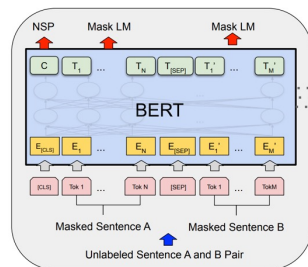 NSP Mask LM Mask LM
C T1 ... TN T[SEP] T1' ... TM'
BERT
E[CLS] E1 ... EN E[SEP] E1' ... EM'
[CLS] Tok 1 ... Tok N [SEP] Tok 1 ... TokM
Masked Sentence A Masked Sentence B
Unlabeled Sentence A and B Pair